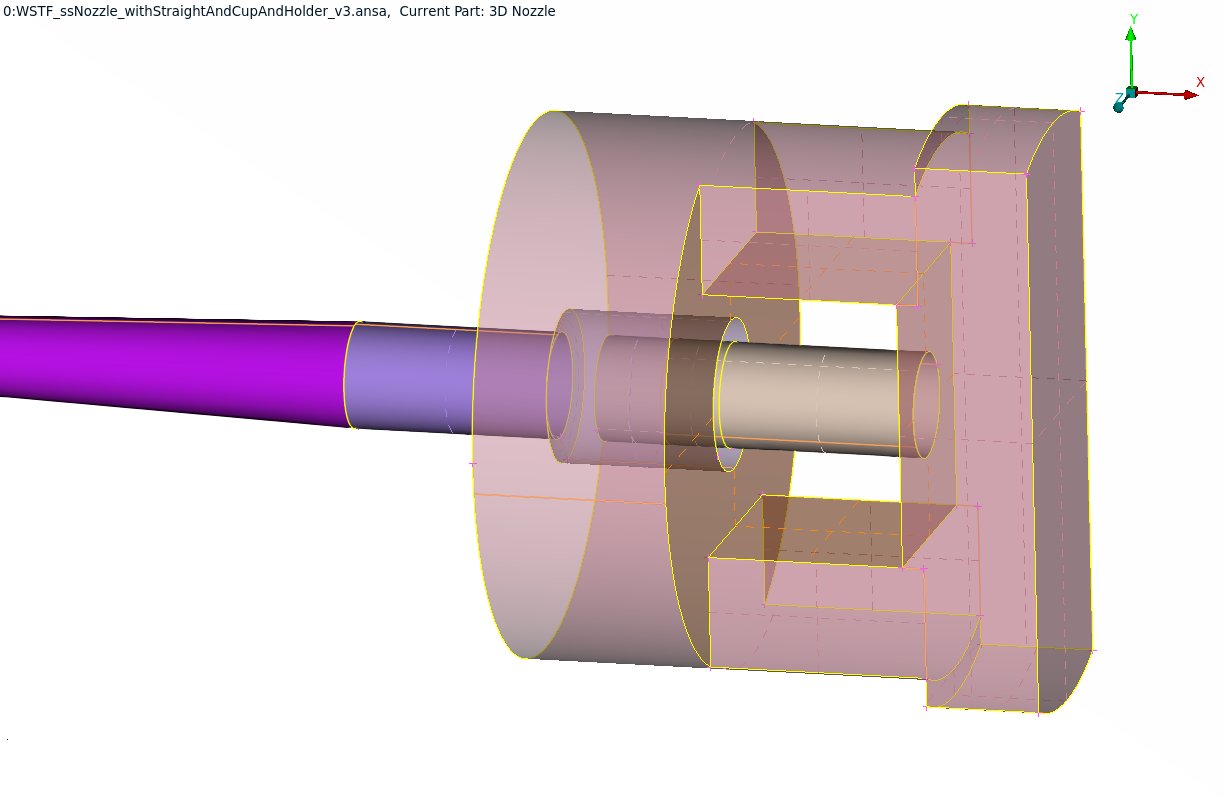 0:WSTF_ssNozzle_withStraightAndCupAndHolder_v3.ansa,  Current Part: 3D Nozzle
Y
X
Z